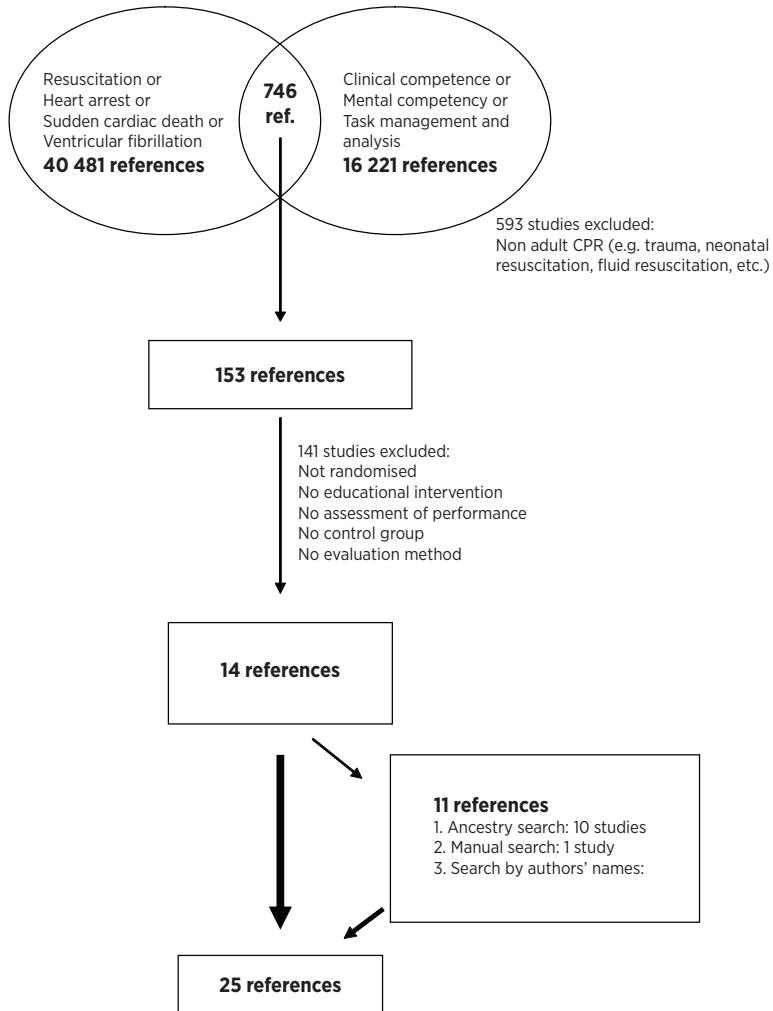 Resuscitation or
Heart arrest or
Sudden cardiac death or
Ventricular fibrillation
40 481 references
746
ref.
Clinical competence or
Mental competency or
Task management and
analysis
16 221 references
593 studies excluded:
Non adult CPR (e.g. trauma, neonatal
resuscitation, fluid resuscitation, etc.)
153 references
141 studies excluded:
Not randomised
No educational intervention
No assessment of performance
No control group
No evaluation method
14 references
11 references
1. Ancestry search: 10 studies
2. Manual search: 1 study
3. Search by authors' names:
25 references